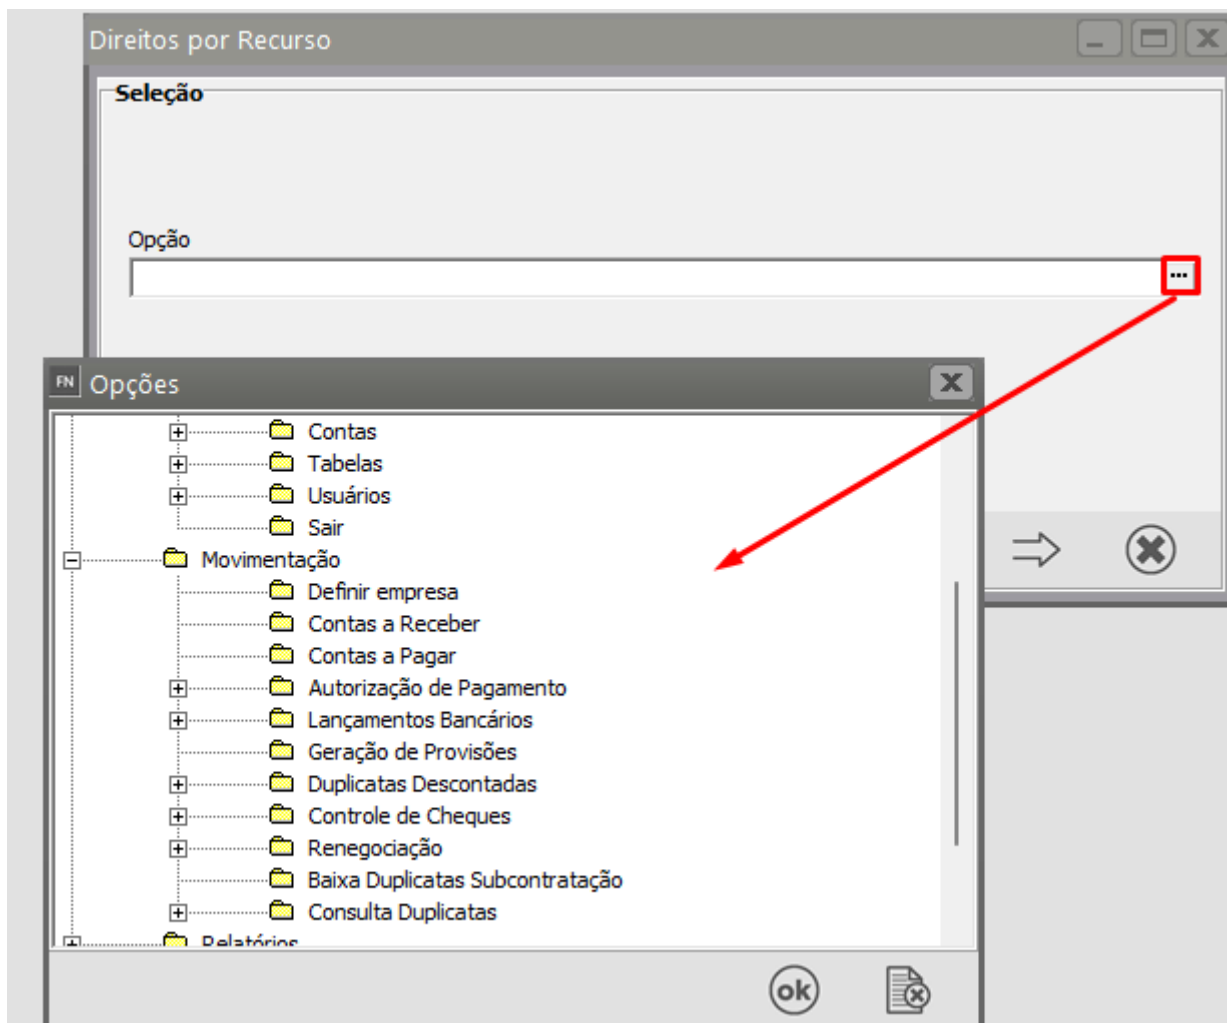 Direitos por Recurso
Seleção
Opção
...
FN Opções
Contas
Tabelas
Usuários
Sair
Movimentação
Definir empresa
Contas a Receber
Contas a Pagar
Autorização de Pagamento
Lançamentos Bancários
Geração de Provisões
Duplicatas Descontadas
Controle de Cheques
Renegociação
Baixa Duplicatas Subcontratação
Consulta Duplicatas
Relatórios
ok